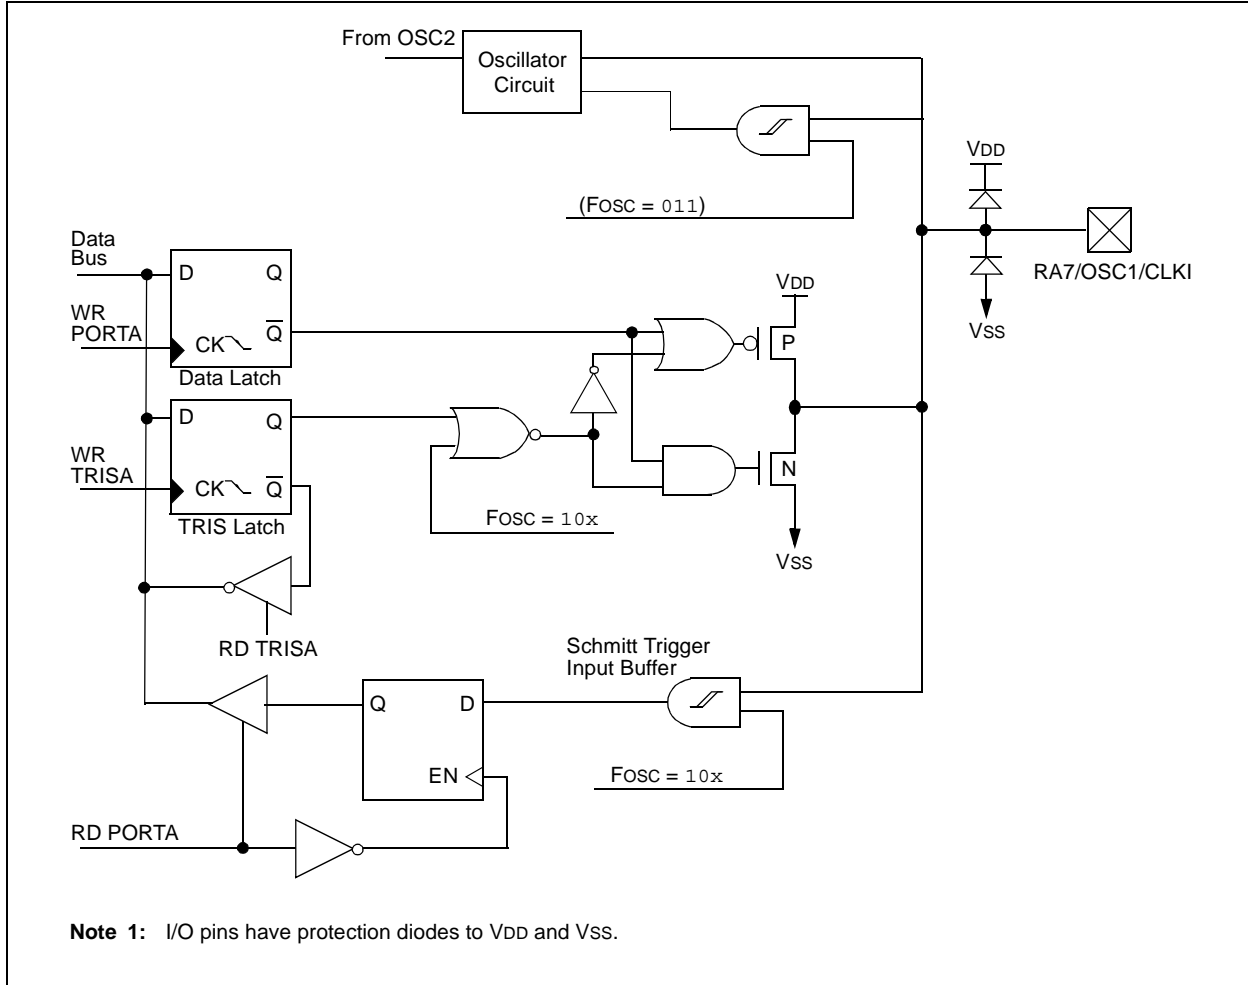 From OSC2
Oscillator
Circuit
(FOSC = 011)
VDD
RA7/OSC1/CLKI
VSS
Data
Bus
D
Q
WR
PORTA
CK
Q
Data Latch
VDD
P
D
Q
WR
TRISA
CK
Q
TRIS Latch
FOSC = 10x
N
VSS
RD TRISA
Schmitt Trigger
Input Buffer
Q
D
EN
FOSC = 10x
RD PORTA
Note 1: I/O pins have protection diodes to VDD and VSS.